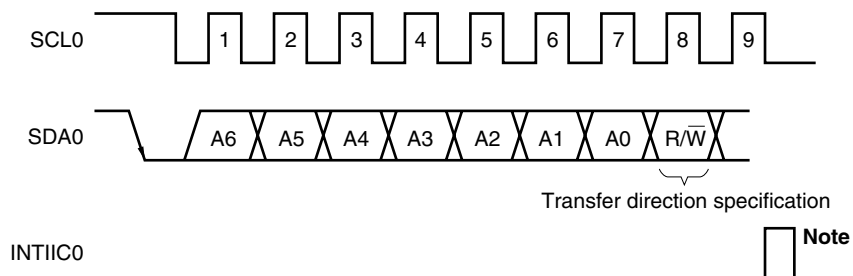 SCL0 1 2 3 4 5 6 7 8 9
SDA0 A6 A5 A4 A3 A2 A1 A0 R/W̅
Transfer direction specification
Note
INTIIC0